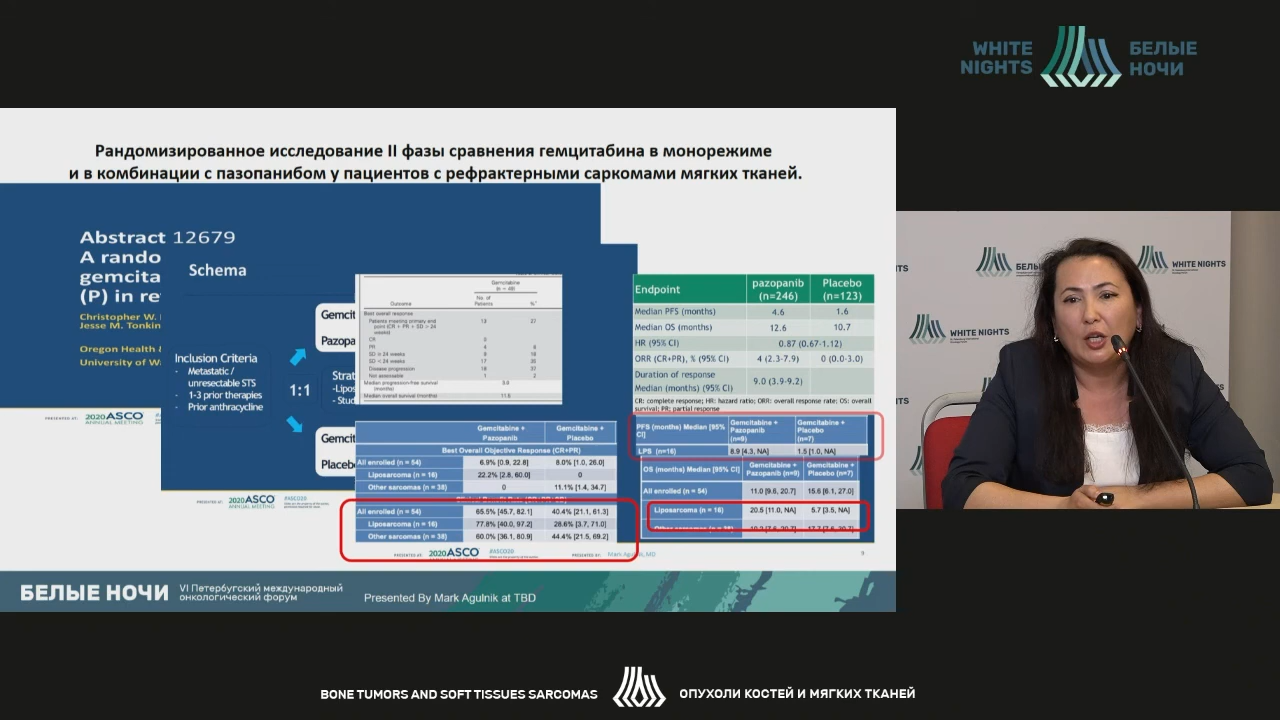 WHITE NIGHTS
БЕЛЫЕ НОЧИ
Рандомизированное исследование II фазы сравнения гемцитабина в монорежиме
и в комбинации с пазопанибом у пациентов с рефрактерными саркомами мягких тканей.
Abstract 12679
A rando
gemcita
(P) in re
Christopher W.
Jesse M. Tonkin
Oregon Health &
University of W
PRESENTED AT: 2020 ASCO ANNUAL MEETING
Schema
Inclusion Criteria
- Metastatic / unresectable STS
- 1-3 prior therapies
- Prior anthracycline
1:1
Gemcit
Pazopa
Strat
-Lipos
-Stud
Gemcit
Placeb
PRESENTED AT: 2020 ASCO ANNUAL MEETING #ASCO20
Gemcitabine (n = 48)
Outcome No. of Patients %
Best overall response
Patients meeting primary end point (CR + PR + SD > 24 weeks) 13 27
CR 0
PR 4 8
SD ≥ 24 weeks 9 18
SD < 24 weeks 17 35
Disease progression 18 37
Not assessable 1 2
Median progression-free survival (months)
Median overall survival (months) 11.6
Gemcitabine + Pazopanib Gemcitabine + Placebo
Best Overall Objective Response (CR+PR)
All enrolled (n = 54) 6.9% [0.9, 22.8] 8.0% [1.0, 26.0]
Liposarcoma (n = 16) 22.2% [2.8, 60.0] 0
Other sarcomas (n = 38) 0 11.1% [1.4, 34.7]
All enrolled (n = 54) 65.5% [45.7, 82.1] 40.4% [21.1, 61.3]
Liposarcoma (n = 16) 77.8% [40.0, 97.2] 28.6% [3.7, 71.0]
Other sarcomas (n = 38) 60.0% [36.1, 80.9] 44.4% [21.5, 69.2]
PRESENTED AT: 2020 ASCO ANNUAL MEETING #ASCO20 PRESENTED BY: Mark Agulnik, MD
Endpoint pazopanib (n=246) Placebo (n=123)
Median PFS (months) 4.6 1.6
Median OS (months) 12.6 10.7
HR (95% CI) 0.87 (0.67-1.12)
ORR (CR+PR), % (95% CI) 4 (2.3-7.9) 0 (0.0-3.0)
Duration of response
Median (months) (95% CI) 9.0 (3.9-9.2)
CR: complete response; HR: hazard ratio; ORR: overall response rate; OS: overall
survival; PR; partial response
PFS (months) Median [95% CI] Gemcitabine + Pazopanib (n=9) Gemcitabine + Placebo (n=7)
LPS (n=16) 8.9 [4.3, NA] 1.5 [1.0, NA]
OS (months) Median [95% CI] Gemcitabine + Pazopanib (n=9) Gemcitabine + Placebo (n=7)
All enrolled (n = 54) 11.0 [9.6, 20.7] 15.6 [6.1, 27.0]
Liposarcoma (n = 16) 20.5 [11.0, NA] 5.7 [3.5, NA]
БЕЛЫЕ НОЧИ
VI Петербургский международный
онкологический форум
Presented By Mark Agulnik at TBD
WHITE NIGHTS
WHITE NIGHTS
BONE TUMORS AND SOFT TISSUES SARCOMAS
ОПУХОЛИ КОСТЕЙ И МЯГКИХ ТКАНЕЙ